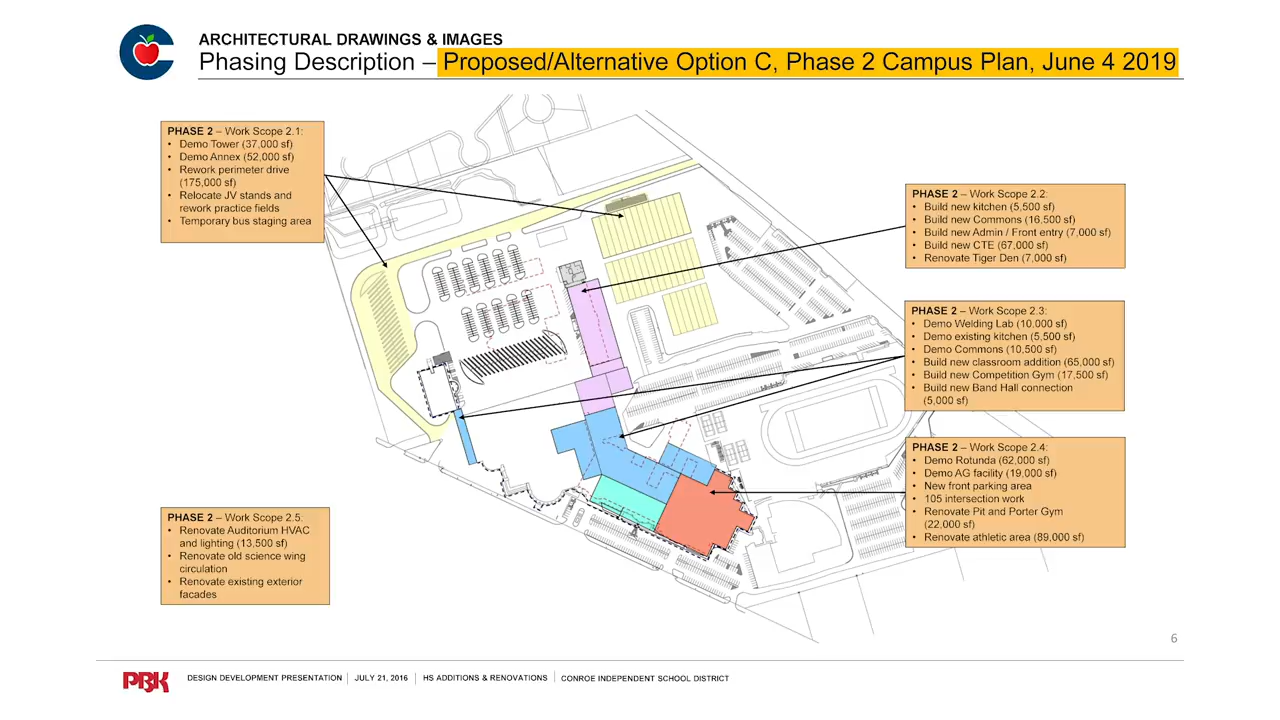 ARCHITECTURAL DRAWINGS & IMAGES
Phasing Description – Proposed/Alternative Option C, Phase 2 Campus Plan, June 4 2019
PHASE 2 – Work Scope 2.1:
• Demo Tower (37,000 sf)
• Demo Annex (52,000 sf)
• Rework perimeter drive
(175,000 sf)
• Relocate JV stands and
rework practice fields
• Temporary bus staging area
PHASE 2 – Work Scope 2.2:
• Build new kitchen (5,500 sf)
• Build new Commons (16,500 sf)
• Build new Admin / Front entry (7,000 sf)
• Build new CTE (67,000 sf)
• Renovate Tiger Den (7,000 sf)
PHASE 2 – Work Scope 2.3:
• Demo Welding Lab (10,000 sf)
• Demo existing kitchen (5,500 sf)
• Demo Commons (10,500 sf)
• Build new classroom addition (65,000 sf)
• Build new Competition Gym (17,500 sf)
• Build new Band Hall connection
(5,000 sf)
PHASE 2 – Work Scope 2.4:
• Demo Rotunda (62,000 sf)
• Demo AG facility (19,000 sf)
• New front parking area
• 105 intersection work
• Renovate Pit and Porter Gym
(22,000 sf)
• Renovate athletic area (89,000 sf)
PHASE 2 – Work Scope 2.5:
• Renovate Auditorium HVAC
and lighting (13,500 sf)
• Renovate old science wing
circulation
• Renovate existing exterior
facades
6
PBK
DESIGN DEVELOPMENT PRESENTATION | JULY 21, 2016 | HS ADDITIONS & RENOVATIONS | CONROE INDEPENDENT SCHOOL DISTRICT